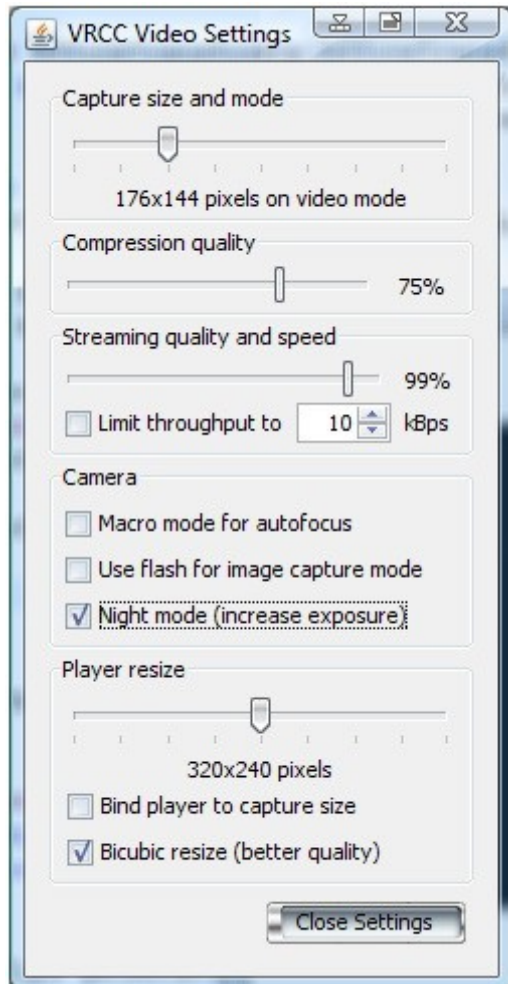 VRCC Video Settings
Capture size and mode
176x144 pixels on video mode
Compression quality
75%
Streaming quality and speed
99%
Limit throughput to 10 kBps
Camera
Macro mode for autofocus
Use flash for image capture mode
Night mode (increase exposure)
Player resize
320x240 pixels
Bind player to capture size
Bicubic resize (better quality)
Close Settings